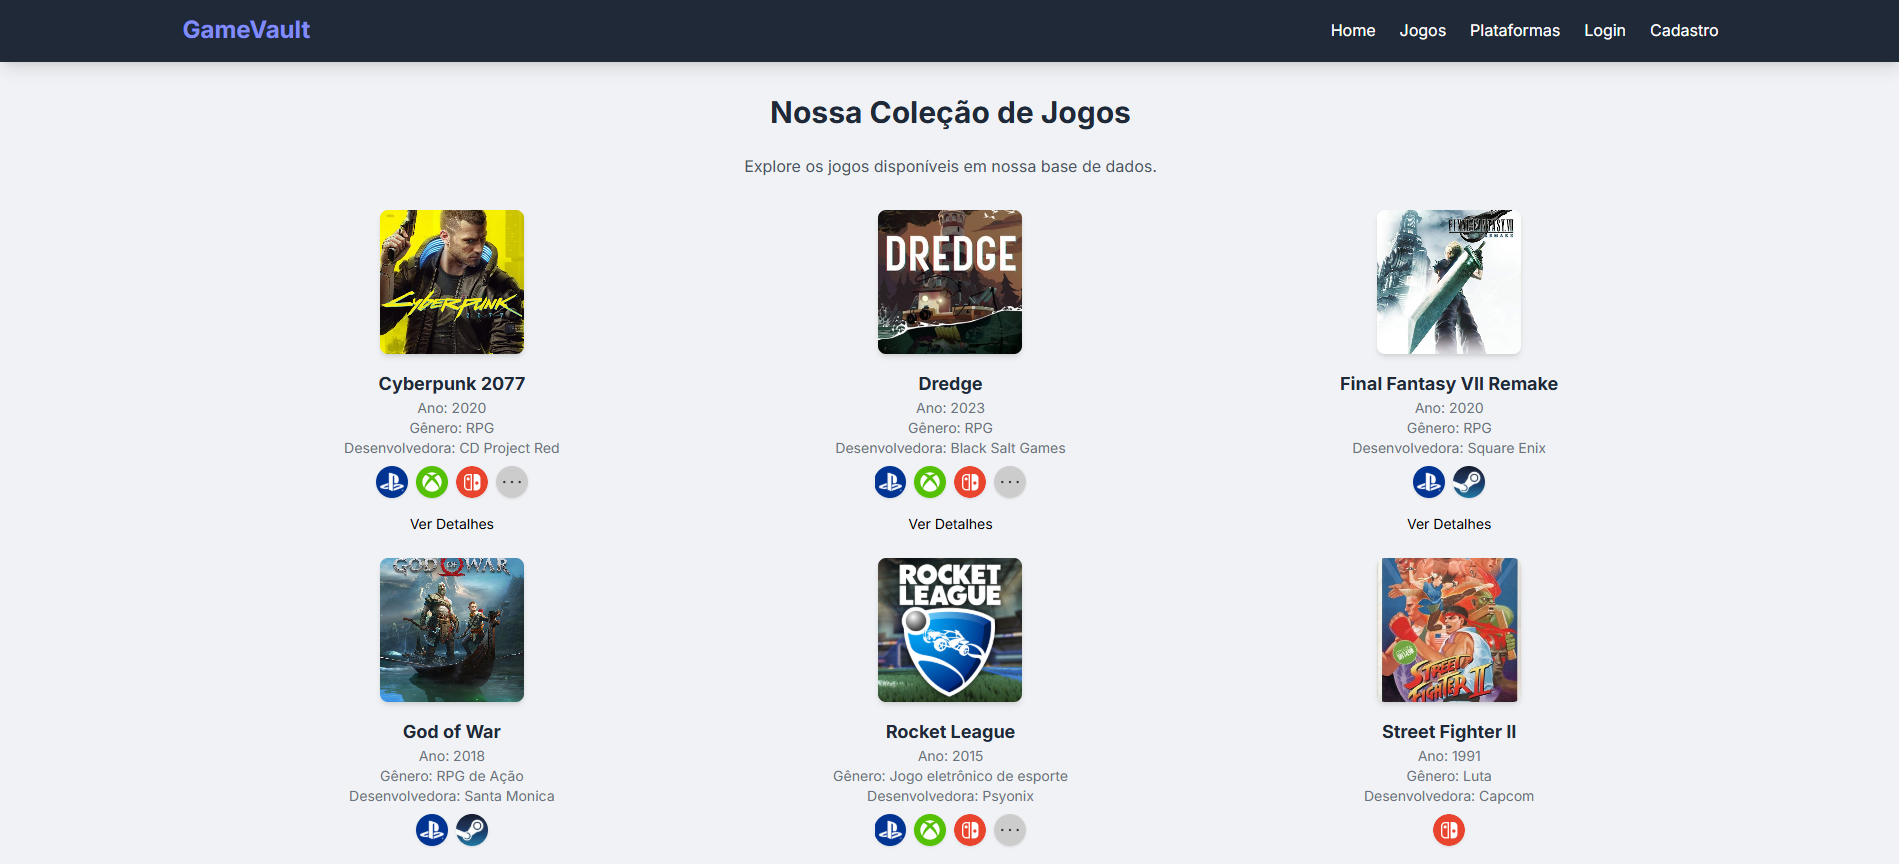 GameVault
Home Jogos Plataformas Login Cadastro
Nossa Coleção de Jogos
Explore os jogos disponíveis em nossa base de dados.
CYBERPUNK
2077
DREDGE
FINAL FANTASY VII
REMAKE
Cyberpunk 2077
Ano: 2020
Gênero: RPG
Desenvolvedora: CD Project Red
Ver Detalhes
Dredge
Ano: 2023
Gênero: RPG
Desenvolvedora: Black Salt Games
Ver Detalhes
Final Fantasy VII Remake
Ano: 2020
Gênero: RPG
Desenvolvedora: Square Enix
Ver Detalhes
GOD OF WAR
ROCKET
LEAGUE
STREET
FIGHTER II
God of War
Ano: 2018
Gênero: RPG de Ação
Desenvolvedora: Santa Monica
Rocket League
Ano: 2015
Gênero: Jogo eletrônico de esporte
Desenvolvedora: Psyonix
Street Fighter II
Ano: 1991
Gênero: Luta
Desenvolvedora: Capcom